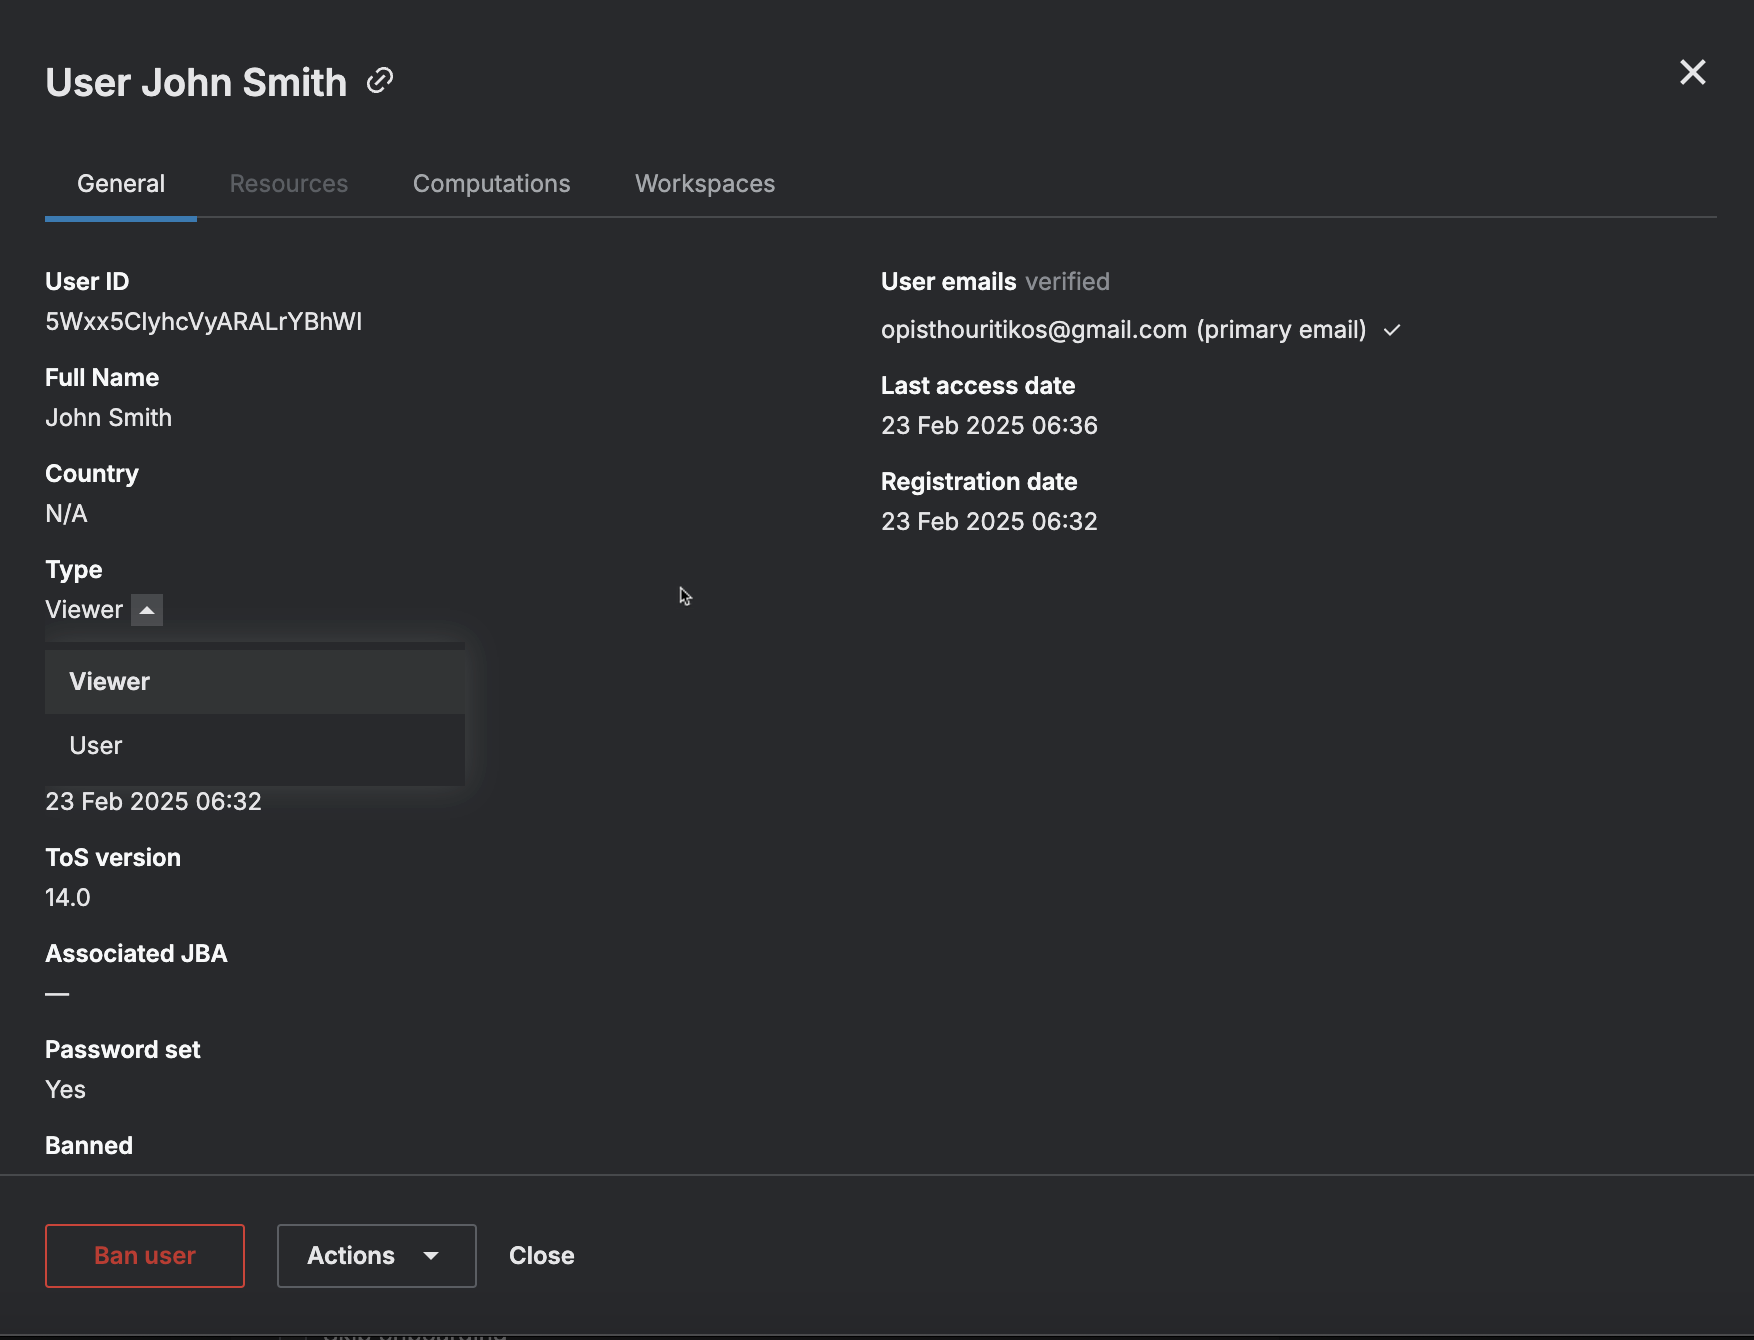 User John Smith
General Resources Computations Workspaces
User ID
5Wxx5ClyhcVyARALrYBhWI
Full Name
John Smith
Country
N/A
Type
Viewer
Viewer
User
23 Feb 2025 06:32
ToS version
14.0
Associated JBA
—
Password set
Yes
Banned
User emails verified
opisthouritikos@gmail.com (primary email)
Last access date
23 Feb 2025 06:36
Registration date
23 Feb 2025 06:32
Ban user Actions Close